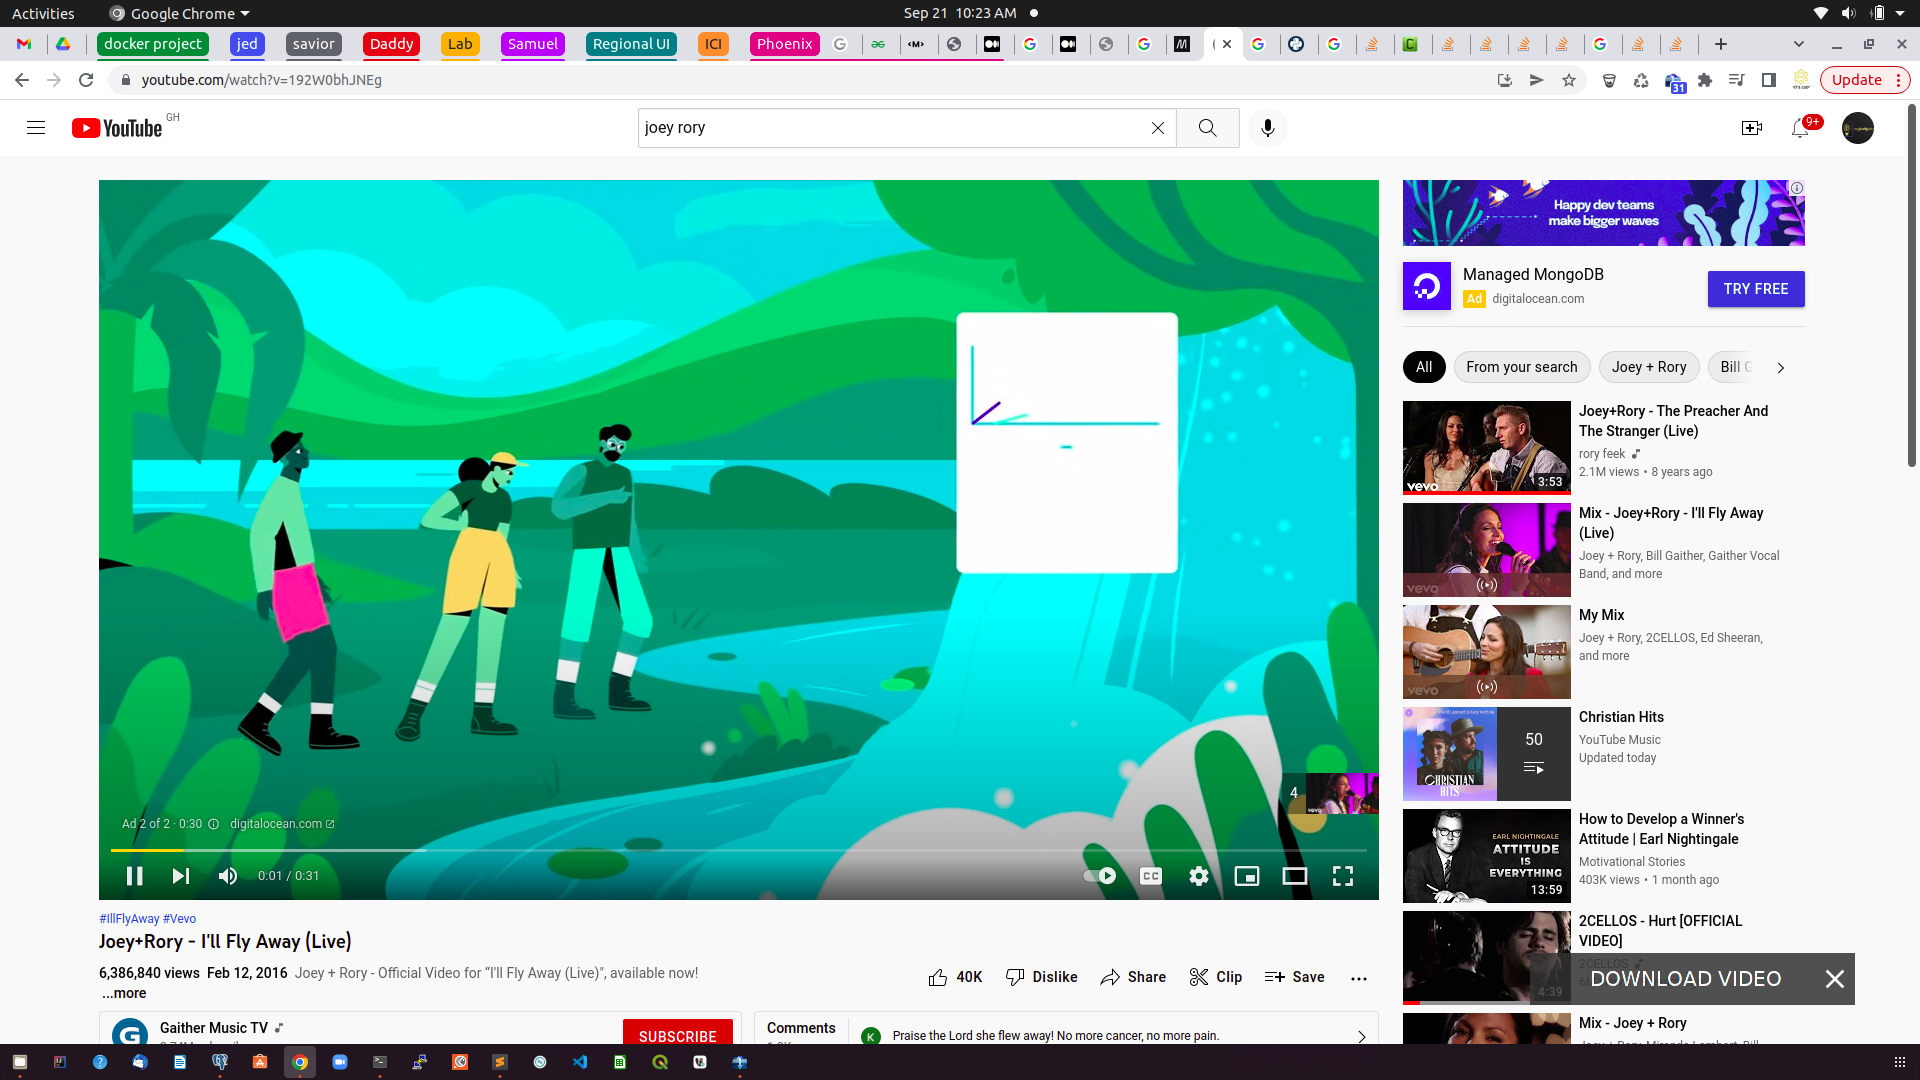 Activities
Google Chrome
Sep 21 10:23 AM
docker project
jed
savior
Daddy
Lab
Samuel
Regional UI
ICI
Phoenix
youtube.com/watch?v=192W0bhJNEg
31
Update
YouTube GH
joey rory
9+
Happy dev teams
make bigger waves
Managed MongoDB
Ad digitalocean.com
TRY FREE
All
From your search
Joey + Rory
Bill G
Joey+Rory - The Preacher And
The Stranger (Live)
rory feek
2.1M views • 8 years ago
vevo
3:53
Mix - Joey+Rory - I'll Fly Away
(Live)
Joey + Rory, Bill Gaither, Gaither Vocal
Band, and more
vevo
My Mix
Joey + Rory, 2CELLOS, Ed Sheeran,
and more
vevo
Christian Hits
YouTube Music
Updated today
50
CHRISTIAN
HITS
How to Develop a Winner's
Attitude | Earl Nightingale
Motivational Stories
403K views • 1 month ago
EARL NIGHTINGALE
ATTITUDE
IS
EVERYTHING
13:59
2CELLOS - Hurt [OFFICIAL
VIDEO]
2CELLOS
4:39
DOWNLOAD VIDEO
Mix - Joey + Rory
4
Ad 2 of 2 · 0:30
digitalocean.com
0:01 / 0:31
CC
#IllFlyAway #Vevo
Joey+Rory - I'll Fly Away (Live)
6,386,840 views Feb 12, 2016 Joey + Rory - Official Video for “I'll Fly Away (Live)", available now!
...more
40K
Dislike
Share
Clip
Save
G
Gaither Music TV
SUBSCRIBE
Comments
K
Praise the Lord she flew away! No more cancer, no more pain.